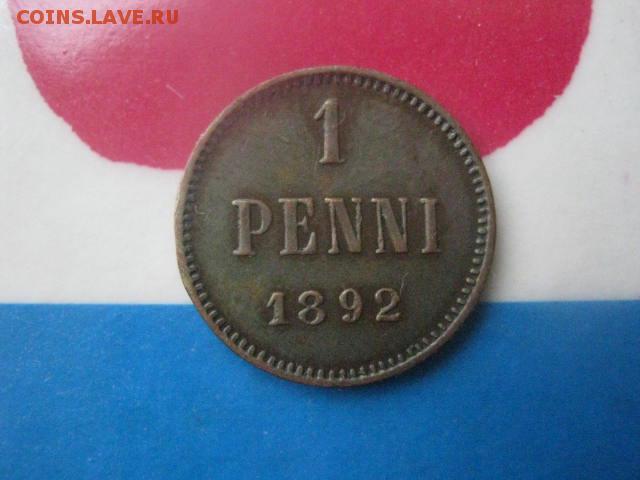 COINS.LAVE.RU
1
PENNI
1892